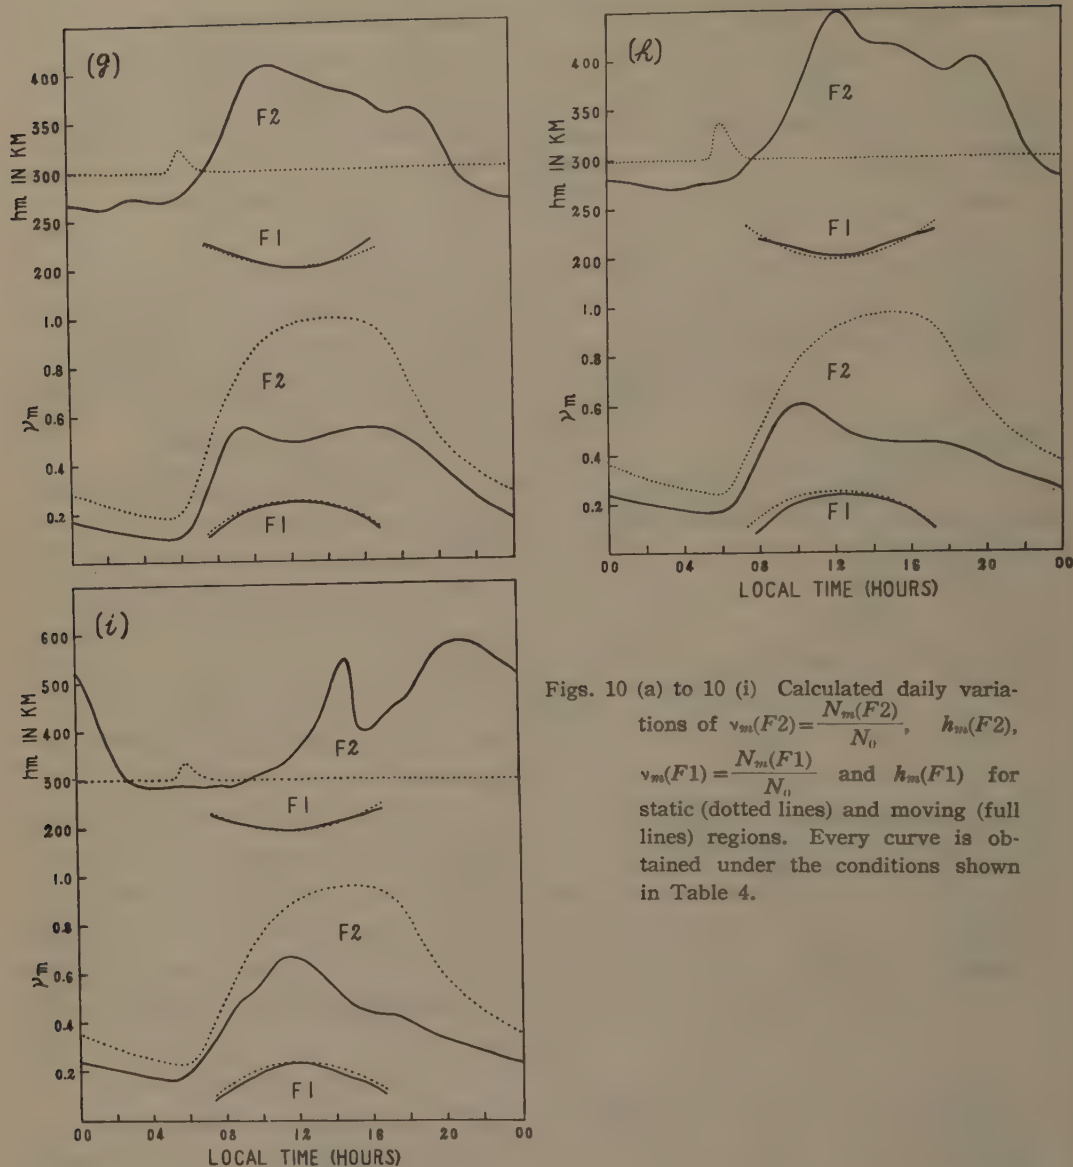 (g)
400
350
300
250
200
hm IN KM
F2
F1
1.0
0.8
0.6
0.4
0.2
νm
F2
F1
(h)
400
350
300
250
200
hm IN KM
F2
F1
1.0
0.8
0.6
0.4
0.2
νm
F2
F1
00 04 08 12 16 20 00
LOCAL TIME (HOURS)
(i)
600
500
400
300
200
hm IN KM
F2
F1
1.0
0.8
0.6
0.4
0.2
νm
F2
F1
00 04 08 12 16 20 00
LOCAL TIME (HOURS)
Figs. 10 (a) to 10 (i) Calculated daily varia-
tions of νm(F2)=Nm(F2)/N0, hm(F2),
νm(F1)=Nm(F1)/N0 and hm(F1) for
static (dotted lines) and moving (full
lines) regions. Every curve is ob-
tained under the conditions shown
in Table 4.